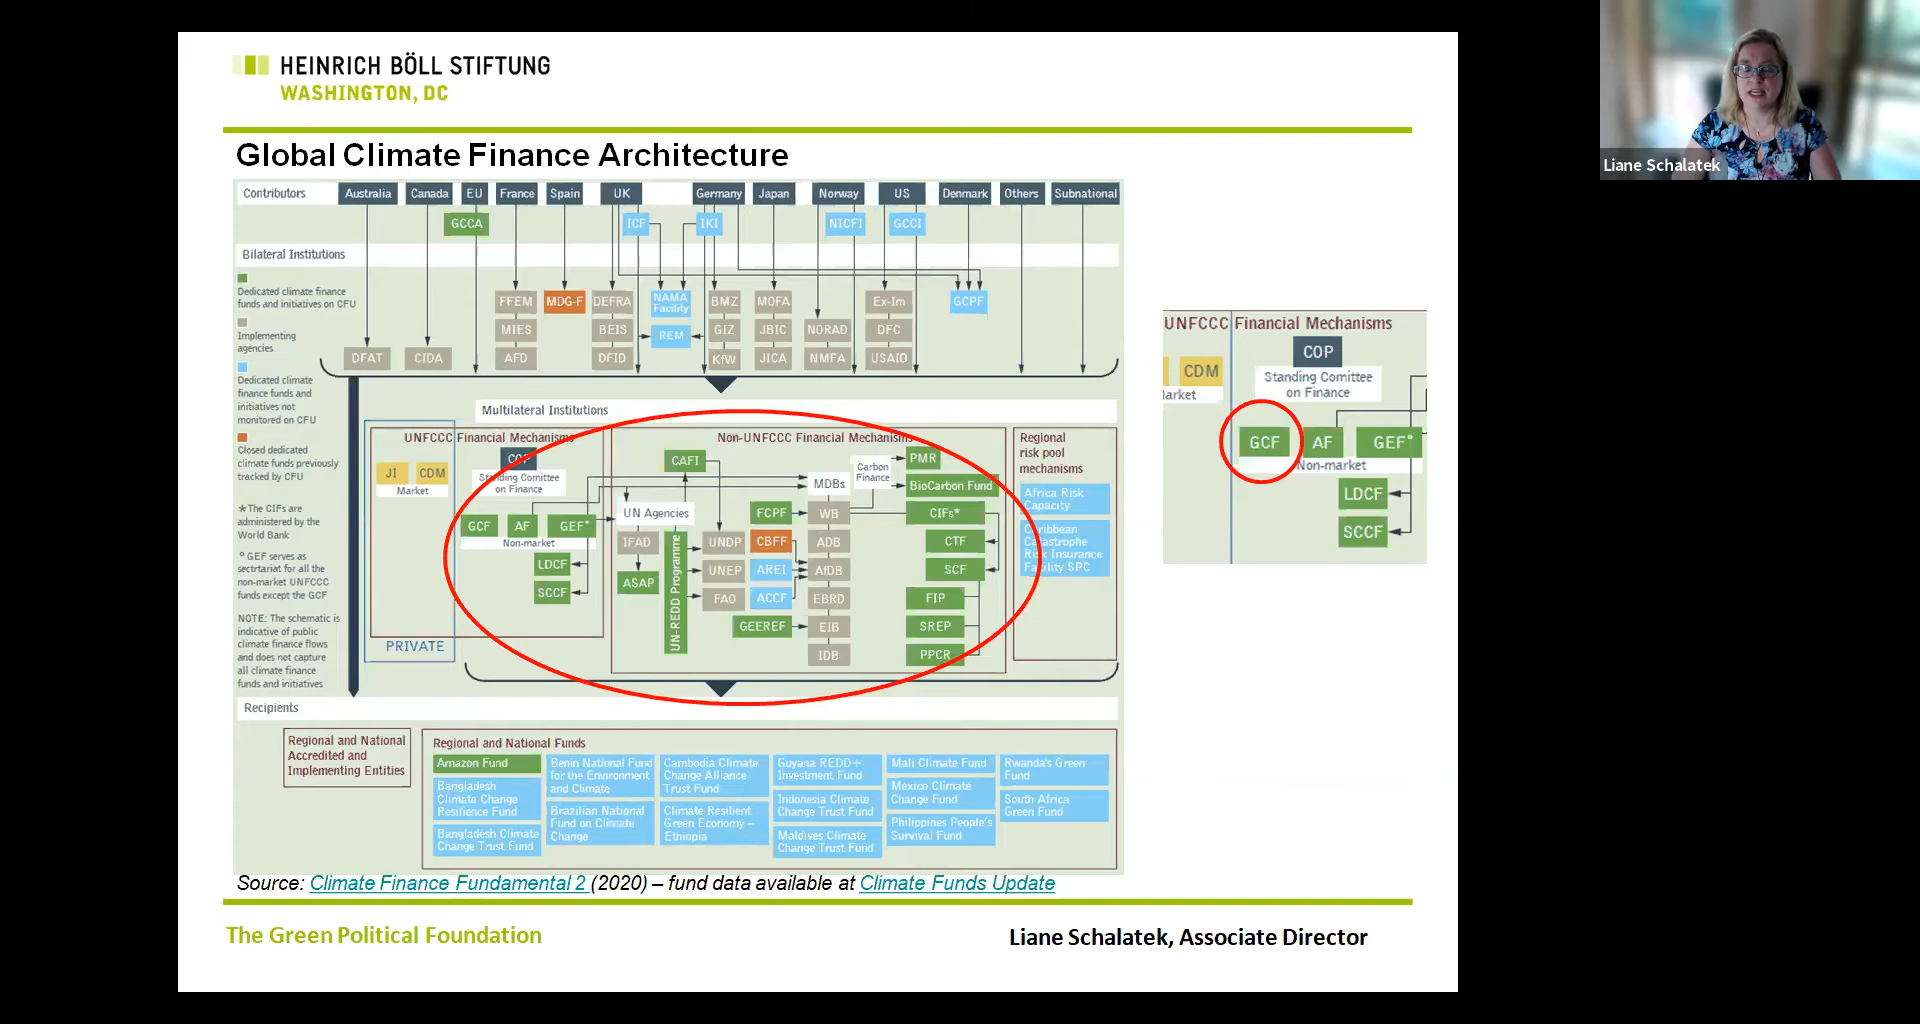 HEINRICH BÖLL STIFTUNG
WASHINGTON, DC
Global Climate Finance Architecture
Contributors
Australia
Canada
EU
France
Spain
UK
Germany
Japan
Norway
US
Denmark
Others
Subnational
GCCA
ICF
IKI
NICFI
GCCI
Bilateral Institutions
Dedicated climate finance
funds and initiatives on CFU
Implementing
agencies
Dedicated climate
finance funds and
initiatives not
monitored on CFU
Closed dedicated
climate funds previously
tracked by CFU
*The CIFs are
administered by the
World Bank
° GEF serves as
sectrtariat for all the
non-market UNFCCC
funds except the GCF
NOTE: The schematic is
indicative of public
climate finance flows
and does not capture
all climate finance
funds and initiatives
FFEM
MDG-F
DEFRA
NAMA
Facility
BMZ
MOFA
Ex-Im
GCPF
MIES
BEIS
REM
GIZ
JBIC
NORAD
DFC
DFAT
CIDA
AFD
DFID
KfW
JICA
NMFA
USAID
Multilateral Institutions
UNFCCC Financial Mechanisms
JI
CDM
Market
COP
Standing Comittee
on Finance
GCF
AF
GEF°
Non-market
LDCF
SCCF
PRIVATE
Non-UNFCCC Financial Mechanisms
CAFI
UN Agencies
IFAD
ASAP
UN-REDD Programme
UNDP
UNEP
FAO
FCPF
CBFF
AREI
ACCF
GEEREF
MDBs
WB
ADB
AfDB
EBRD
EIB
IDB
Carbon
Finance
PMR
BioCarbon Fund
CIFs*
CTF
SCF
FIP
SREP
PPCR
Regional
risk pool
mechanisms
Africa Risk
Capacity
Caribbean
Catastrophe
Risk Insurance
Facility SPC
Recipients
Regional and National
Accredited and
Implementing Entities
Regional and National Funds
Amazon Fund
Bangladesh
Climate Change
Resilience Fund
Bangladesh Climate
Change Trust Fund
Benin National Fund
for the Environment
and Climate
Brazilian National
Fund on Climate
Change
Cambodia Climate
Change Alliance
Trust Fund
Climate Resilient
Green Economy –
Ethiopia
Guyana REDD+
Investment Fund
Indonesia Climate
Change Trust Fund
Maldives Climate
Change Trust Fund
Mali Climate Fund
Mexico Climate
Change Fund
Philippines People's
Survival Fund
Rwanda's Green
Fund
South Africa
Green Fund
Source: Climate Finance Fundamental 2 (2020) – fund data available at Climate Funds Update
UNFCCC Financial Mechanisms
COP
CDM
Standing Comittee
on Finance
arket
GCF
AF
GEF°
Non-market
LDCF
SCCF
The Green Political Foundation
Liane Schalatek, Associate Director
Liane Schalatek